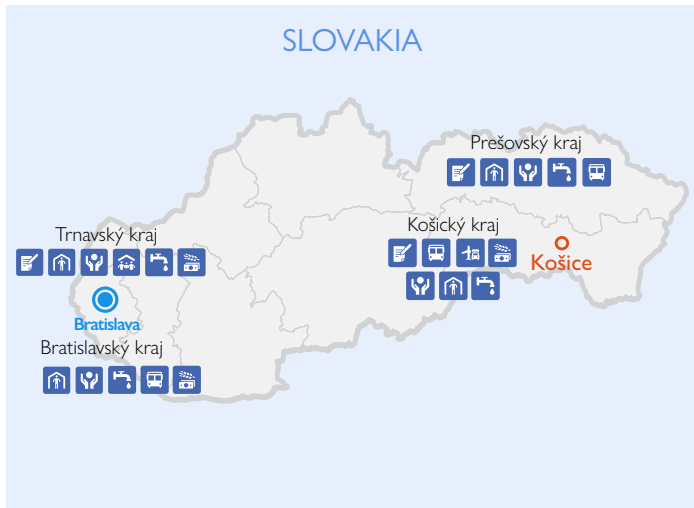 SLOVAKIA
Prešovský kraj
Košický kraj
Trnavský kraj
Košice
Bratislava
Bratislavský kraj